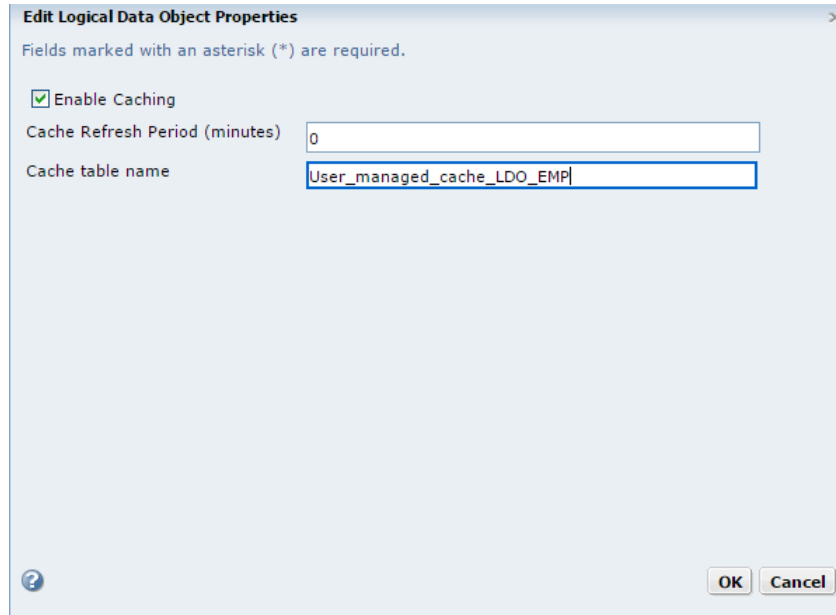 Edit Logical Data Object Properties
Fields marked with an asterisk (*) are required.
Enable Caching
Cache Refresh Period (minutes) 0
Cache table name User_managed_cache_LDO_EMP
? OK Cancel